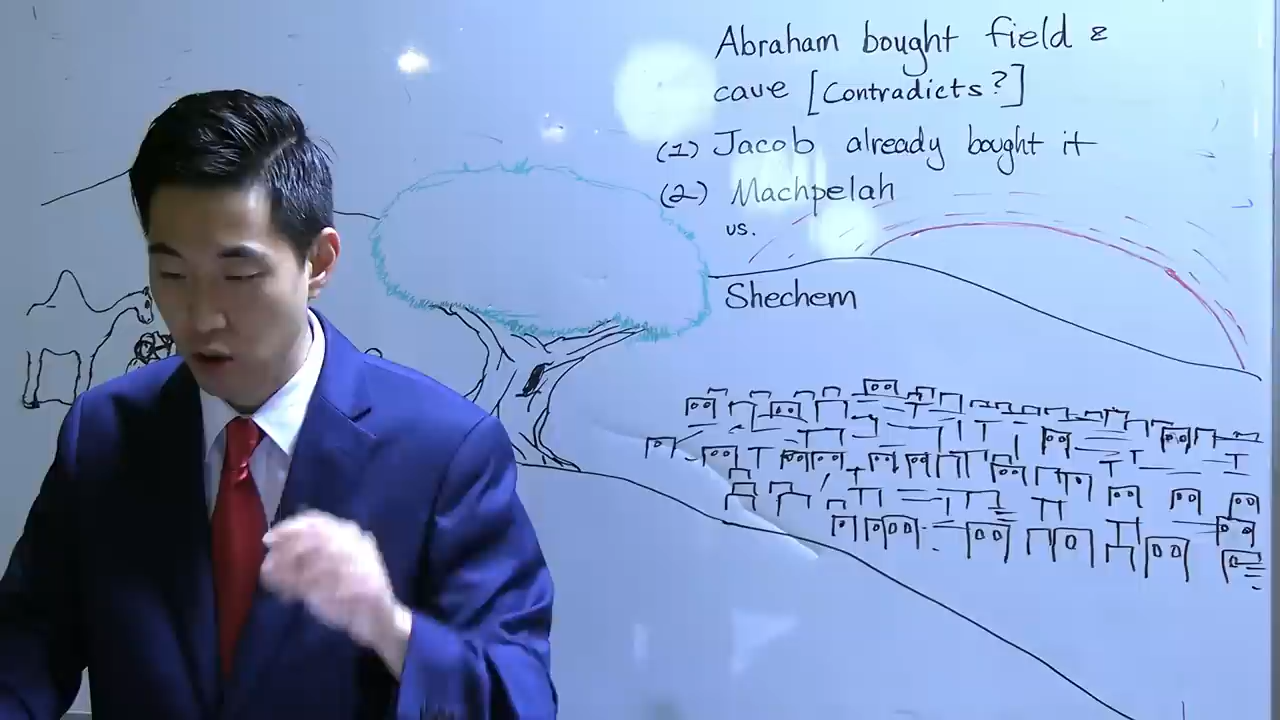 Abraham bought field &
cave [Contradicts?]
(1) Jacob already bought it
(2) Machpelah
vs.
Shechem